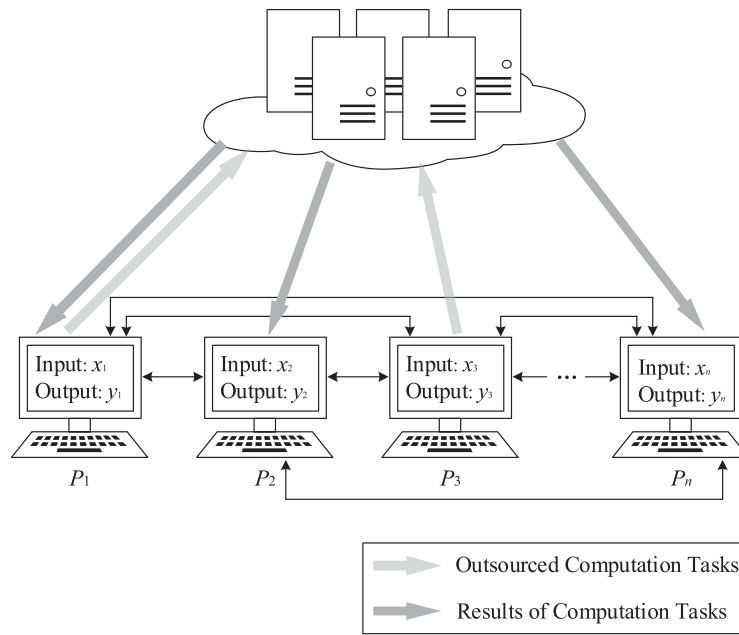 Input: x1
Output: y1
Input: x2
Output: y2
Input: x3
Output: y3
...
Input: xn
Output: yn
P1
P2
P3
Pn
Outsourced Computation Tasks
Results of Computation Tasks